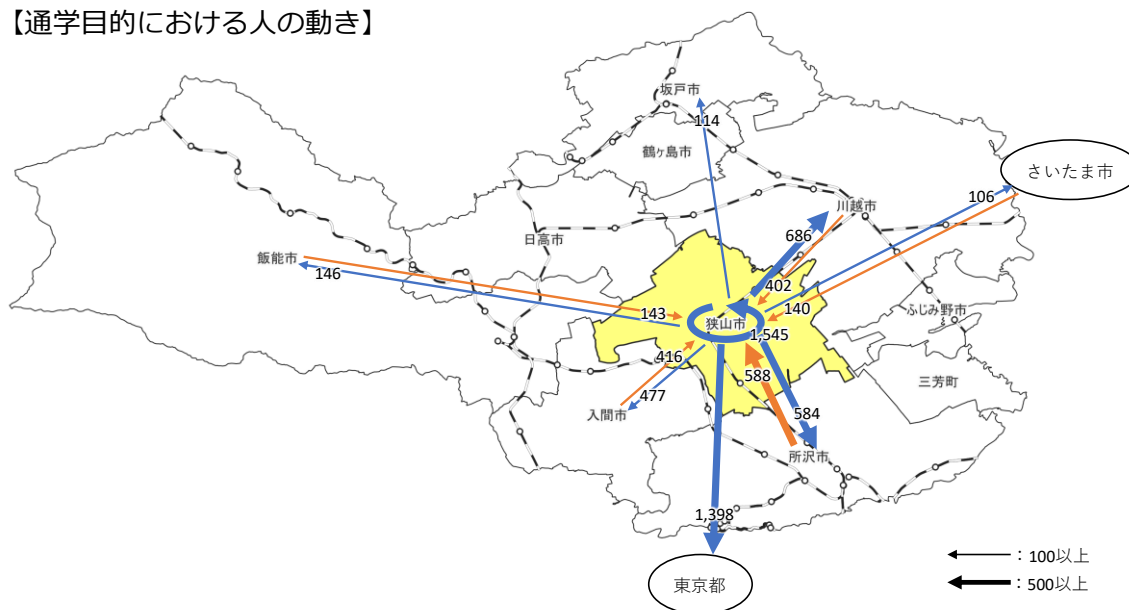 【通学目的における人の動き】
坂戸市
114
鶴ヶ島市
さいたま市
106
川越市
686
日高市
飯能市
146
402
140
143
狭山市
ふじみ野市
1,545
416
588
三芳町
477
入間市
584
所沢市
1,398
東京都
：100以上
：500以上